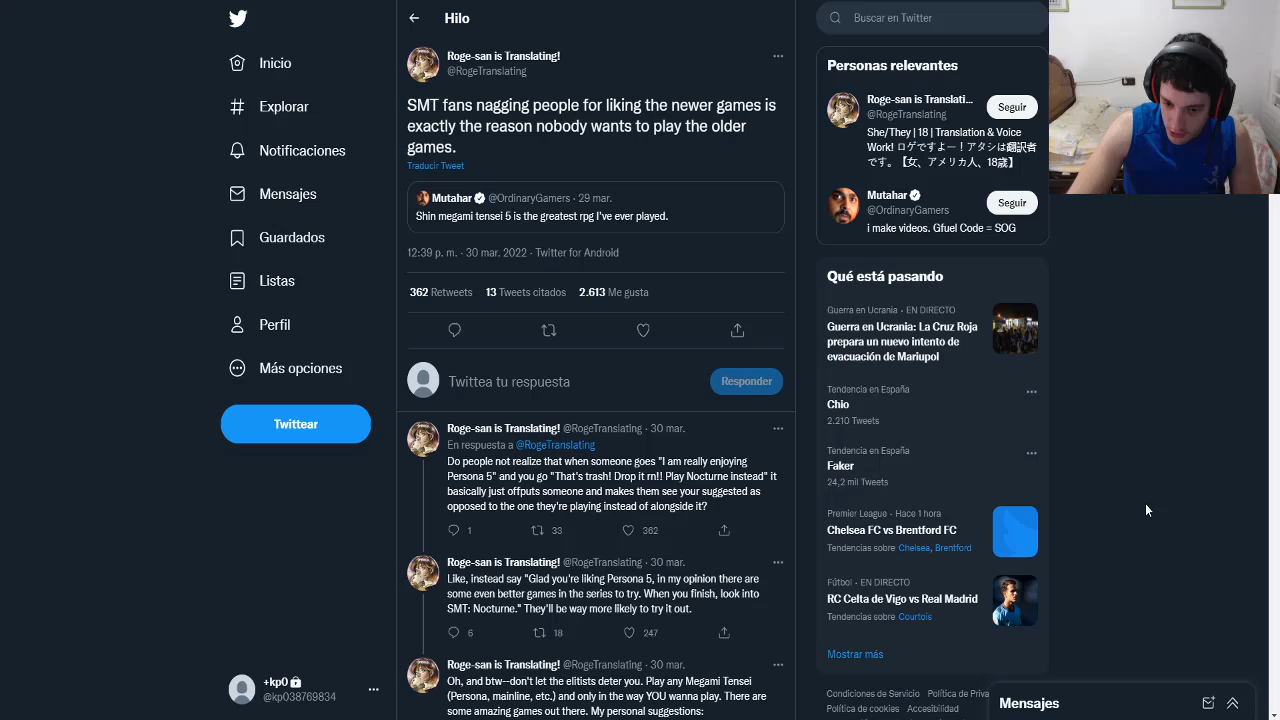 Inicio
Explorar
Notificaciones
Mensajes
Guardados
Listas
Perfil
Más opciones
Twittear
+kp0
@kp038769834
Hilo
Roge-san is Translating!
@RogeTranslating
SMT fans nagging people for liking the newer games is
exactly the reason nobody wants to play the older
games.
Traducir Tweet
Mutahar @OrdinaryGamers · 29 mar.
Shin megami tensei 5 is the greatest rpg I've ever played.
12:39 p. m. · 30 mar. 2022 · Twitter for Android
362 Retweets 13 Tweets citados 2.613 Me gusta
Twittea tu respuesta
Responder
Roge-san is Translating! @RogeTranslating · 30 mar.
En respuesta a @RogeTranslating
Do people not realize that when someone goes "I am really enjoying
Persona 5" and you go "That's trash! Drop it rn!! Play Nocturne instead" it
basically just offputs someone and makes them see your suggested as
opposed to the one they're playing instead of alongside it?
1 33 362
Roge-san is Translating! @RogeTranslating · 30 mar.
Like, instead say "Glad you're liking Persona 5, in my opinion there are
some even better games in the series to try. When you finish, look into
SMT: Nocturne." They'll be way more likely to try it out.
6 18 247
Roge-san is Translating! @RogeTranslating · 30 mar.
Oh, and btw--don't let the elitists deter you. Play any Megami Tensei
(Persona, mainline, etc.) and only in the way YOU wanna play. There are
some amazing games out there. My personal suggestions:
Buscar en Twitter
Personas relevantes
Roge-san is Translati...
@RogeTranslating
Seguir
She/They | 18 | Translation & Voice
Work! ロゲですよー！アタシは翻訳者
です。【女、アメリカ人、18歳】
Mutahar
@OrdinaryGamers
Seguir
i make videos. Gfuel Code = SOG
Qué está pasando
Guerra en Ucrania · EN DIRECTO
Guerra en Ucrania: La Cruz Roja
prepara un nuevo intento de
evacuación de Mariupol
Tendencia en España
Chio
2.210 Tweets
Tendencia en España
Faker
24,2 mil Tweets
Premier League · Hace 1 hora
Chelsea FC vs Brentford FC
Tendencias sobre Chelsea, Brentford
Fútbol · EN DIRECTO
RC Celta de Vigo vs Real Madrid
Tendencias sobre Courtois
Mostrar más
Condiciones de Servicio Política de Priva
Política de cookies Accesibilidad
Mensajes